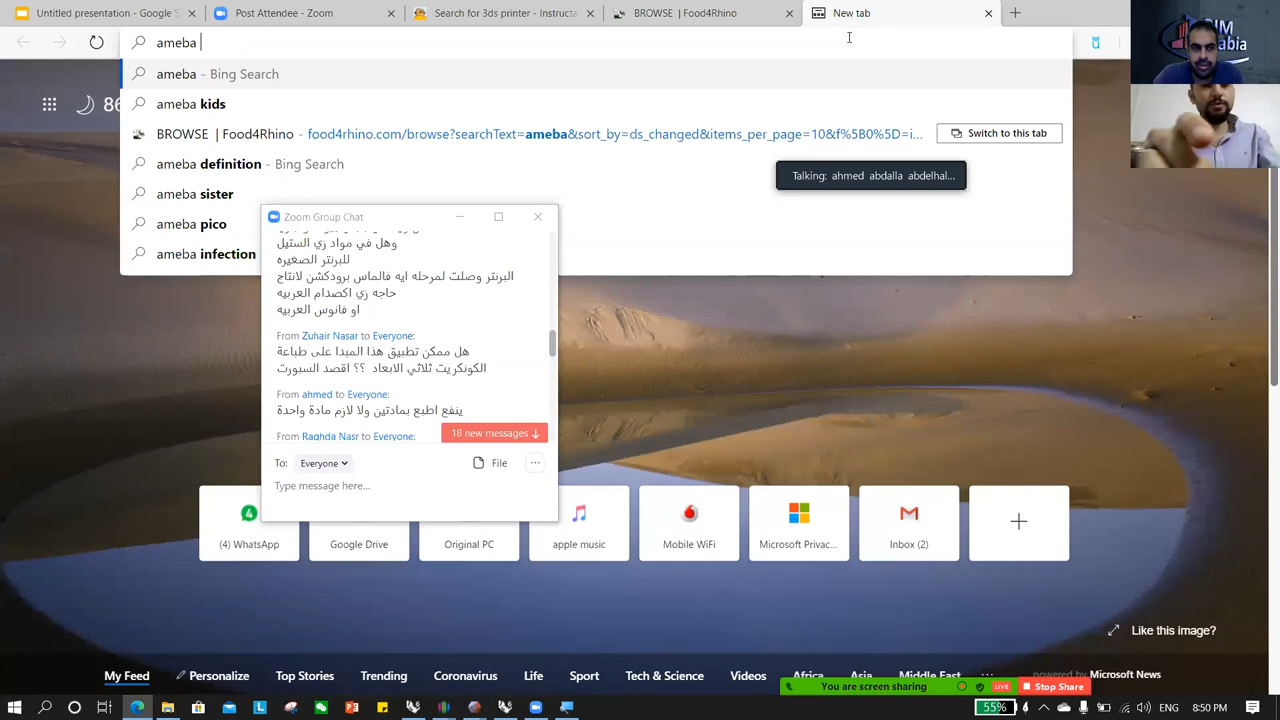 Untitled presentation - Google S
Post Attendee - Zoom
Search for 3ds printer - Instructa
BROWSE | Food4Rhino
New tab
ameba
ameba - Bing Search
ameba kids
BROWSE | Food4Rhino - food4rhino.com/browse?searchText=ameba&sort_by=ds_changed&items_per_page=10&f%5B0%5D=i...
Switch to this tab
ameba definition - Bing Search
ameba sister
ameba pico
ameba infection
86
Talking: ahmed abdalla abdelhal...
Zoom Group Chat
وهل في مواد زي الستيل
للبرنتر الصغيره
البرنتر وصلت لمرحله ايه فالماس برودكشن لانتاج
حاجه زي اكصدام العربيه
او فانوس العربيه
From Zuhair Nasar to Everyone:
هل ممكن تطبيق هذا المبدا على طباعة
الكونكريت ثلاثي الابعاد ؟؟ اقصد السبورت
From ahmed to Everyone:
ينفع اطبع بمادتين ولا لازم مادة واحدة
From Raghda Nasr to Everyone:
18 new messages
To: Everyone
File
Type message here...
(4) WhatsApp
Google Drive
Original PC
apple music
Mobile WiFi
Microsoft Privac...
Inbox (2)
Like this image?
My Feed
Personalize
Top Stories
Trending
Coronavirus
Life
Sport
Tech & Science
Videos
Africa
Middle East
powered by Microsoft News
You are screen sharing
LIVE
Stop Share
55%
ENG
8:50 PM